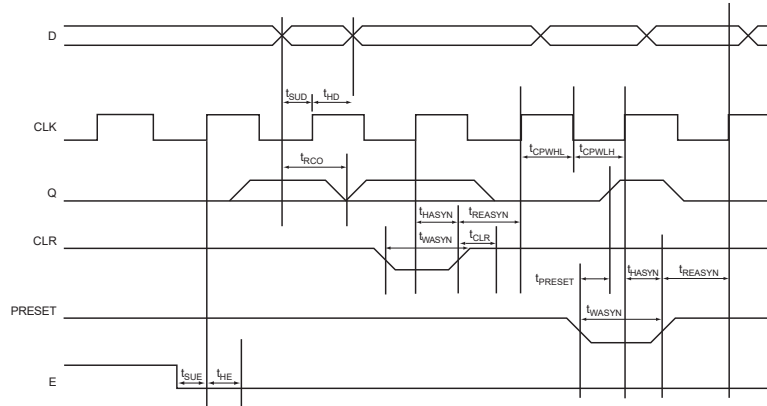 D
tSUD tHD
CLK
tRCO
tCPWHL tCPWLH
Q
tHASYN tREASYN
CLR
tWASYN tCLR
tPRESET tHASYN tREASYN
PRESET
tWASYN
tSUE tHE
E